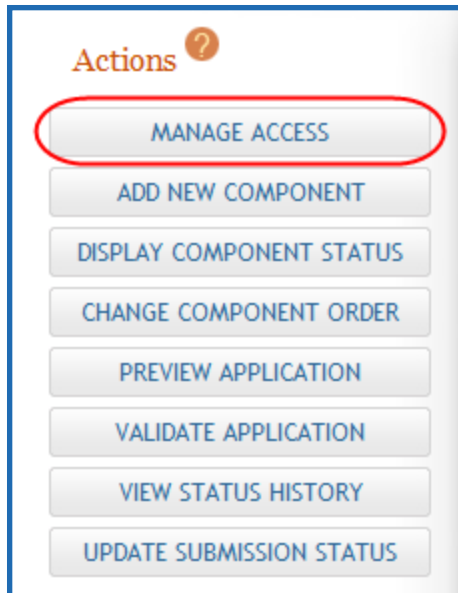 Actions ?
MANAGE ACCESS
ADD NEW COMPONENT
DISPLAY COMPONENT STATUS
CHANGE COMPONENT ORDER
PREVIEW APPLICATION
VALIDATE APPLICATION
VIEW STATUS HISTORY
UPDATE SUBMISSION STATUS